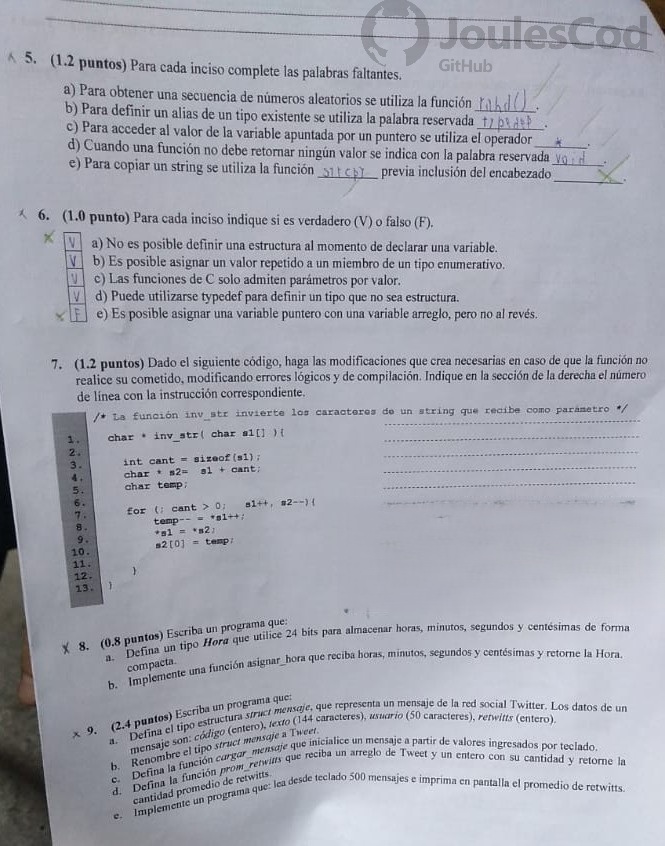 JoulesCod
GitHub
5. (1.2 puntos) Para cada inciso complete las palabras faltantes.
a) Para obtener una secuencia de números aleatorios se utiliza la función rahd().
b) Para definir un alias de un tipo existente se utiliza la palabra reservada typedef.
c) Para acceder al valor de la variable apuntada por un puntero se utiliza el operador *.
d) Cuando una función no debe retornar ningún valor se indica con la palabra reservada void.
e) Para copiar un string se utiliza la función strcpy previa inclusión del encabezado ________.
6. (1.0 punto) Para cada inciso indique si es verdadero (V) o falso (F).
V a) No es posible definir una estructura al momento de declarar una variable.
V b) Es posible asignar un valor repetido a un miembro de un tipo enumerativo.
V c) Las funciones de C solo admiten parámetros por valor.
V d) Puede utilizarse typedef para definir un tipo que no sea estructura.
F e) Es posible asignar una variable puntero con una variable arreglo, pero no al revés.
7. (1.2 puntos) Dado el siguiente código, haga las modificaciones que crea necesarias en caso de que la función no
realice su cometido, modificando errores lógicos y de compilación. Indique en la sección de la derecha el número
de línea con la instrucción correspondiente.
/* La función inv_str invierte los caracteres de un string que recibe como parámetro */
1. char * inv_str( char s1[] ){
2.
3. int cant = sizeof(s1);
4. char * s2= s1 + cant;
5. char temp;
6.
7. for (; cant > 0; s1++, s2--){
8. temp-- = *s1++;
9. *s1 = *s2;
10. s2[0] = temp;
11.
12. }
13. }
8. (0.8 puntos) Escriba un programa que:
a. Defina un tipo Hora que utilice 24 bits para almacenar horas, minutos, segundos y centésimas de forma
compacta.
b. Implemente una función asignar_hora que reciba horas, minutos, segundos y centésimas y retorne la Hora.
9. (2.4 puntos) Escriba un programa que:
a. Defina el tipo estructura struct mensaje, que representa un mensaje de la red social Twitter. Los datos de un
mensaje son: código (entero), texto (144 caracteres), usuario (50 caracteres), retwitts (entero).
b. Renombre el tipo struct mensaje a Tweet.
c. Defina la función cargar_mensaje que inicialice un mensaje a partir de valores ingresados por teclado.
d. Defina la función prom_retwitts que reciba un arreglo de Tweet y un entero con su cantidad y retorne la
cantidad promedio de retwitts.
e. Implemente un programa que: lea desde teclado 500 mensajes e imprima en pantalla el promedio de retwitts.